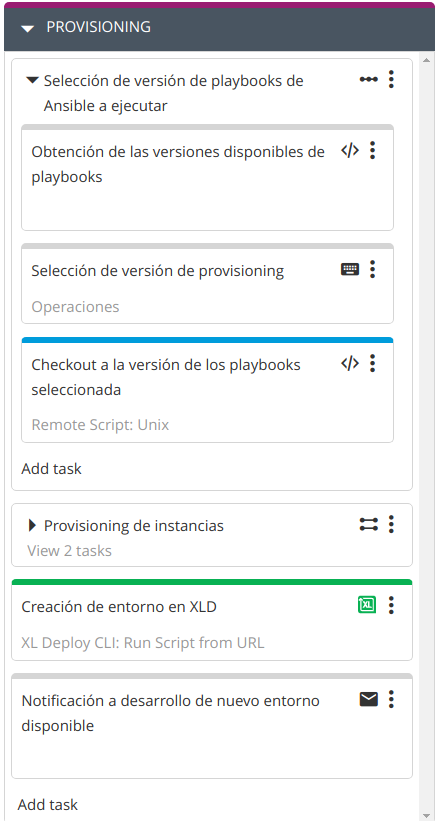 PROVISIONING
Selección de versión de playbooks de
Ansible a ejecutar
Obtención de las versiones disponibles de
playbooks
Selección de versión de provisioning
Operaciones
Checkout a la versión de los playbooks
seleccionada
Remote Script: Unix
Add task
Provisioning de instancias
View 2 tasks
Creación de entorno en XLD
XL
XL Deploy CLI: Run Script from URL
Notificación a desarrollo de nuevo entorno
disponible
Add task